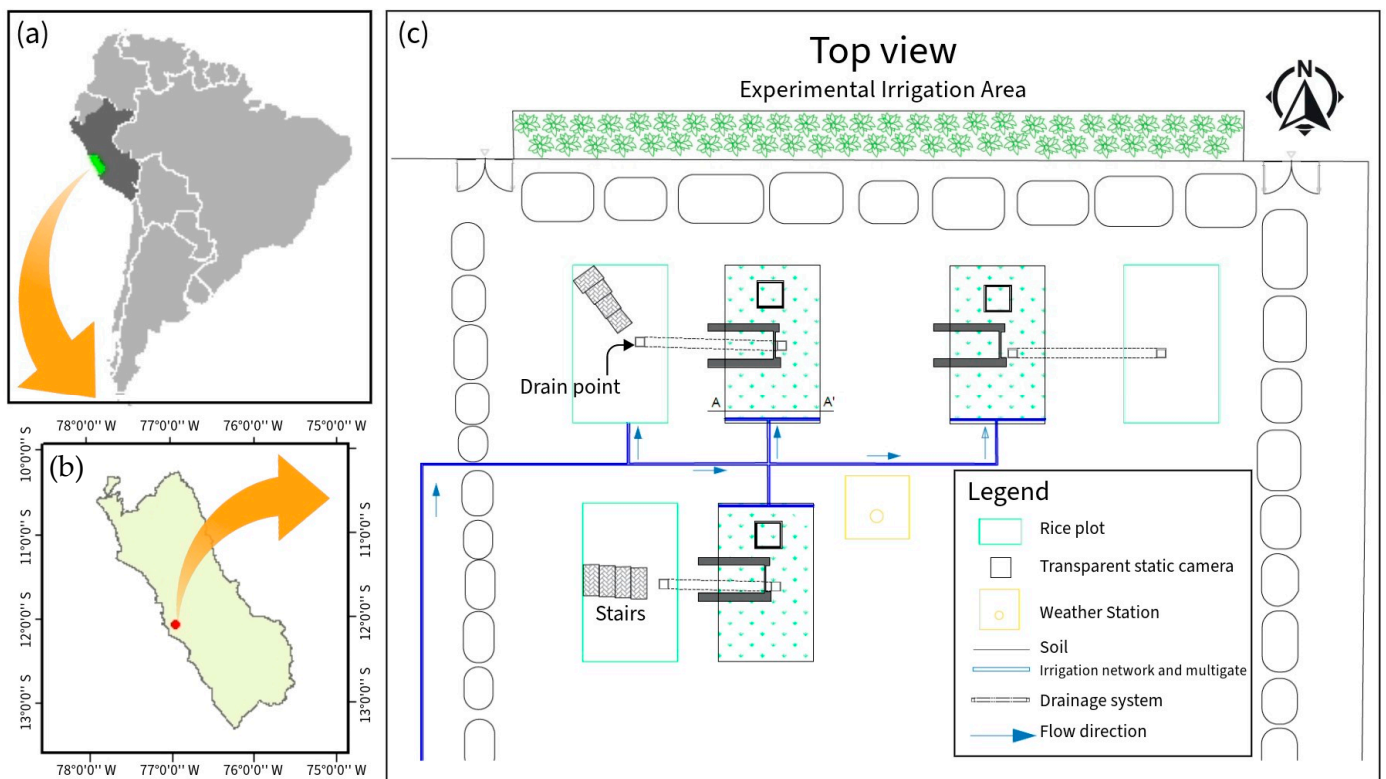 (a)
(b)
78°0'0'' W
77°0'0'' W
76°0'0'' W
75°0'0'' W
10°0'0'' S
11°0'0'' S
12°0'0'' S
13°0'0'' S
11°0'0'' S
12°0'0'' S
13°0'0'' S
78°0'0'' W
77°0'0'' W
76°0'0'' W
75°0'0'' W
(c)
Top view
Experimental Irrigation Area
N
Drain point
A
A'
Stairs
Legend
Rice plot
Transparent static camera
Weather Station
Soil
Irrigation network and multigate
Drainage system
Flow direction